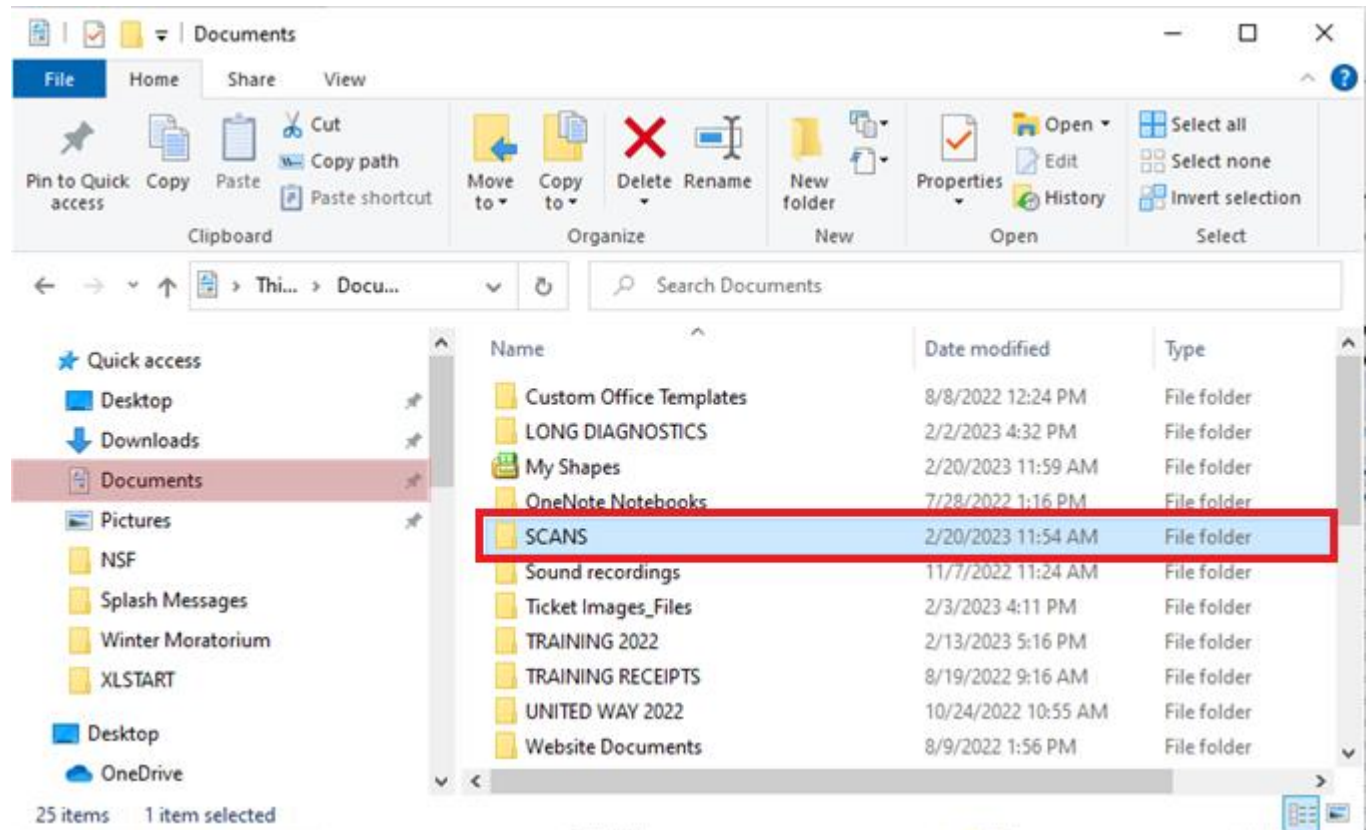 Documents
File Home Share View
Pin to Quick access Copy Paste Cut Copy path Paste shortcut Move to Copy to Delete Rename New folder Properties Open Edit History Select all Select none Invert selection
Clipboard Organize New Open Select
Thi... Docu... Search Documents
Quick access
Desktop
Downloads
Documents
Pictures
NSF
Splash Messages
Winter Moratorium
XLSTART
Desktop
OneDrive
Name Date modified Type
Custom Office Templates 8/8/2022 12:24 PM File folder
LONG DIAGNOSTICS 2/2/2023 4:32 PM File folder
My Shapes 2/20/2023 11:59 AM File folder
OneNote Notebooks 7/28/2022 1:16 PM File folder
SCANS 2/20/2023 11:54 AM File folder
Sound recordings 11/7/2022 11:24 AM File folder
Ticket Images_Files 2/3/2023 4:11 PM File folder
TRAINING 2022 2/13/2023 5:16 PM File folder
TRAINING RECEIPTS 8/19/2022 9:16 AM File folder
UNITED WAY 2022 10/24/2022 10:55 AM File folder
Website Documents 8/9/2022 1:56 PM File folder
25 items 1 item selected